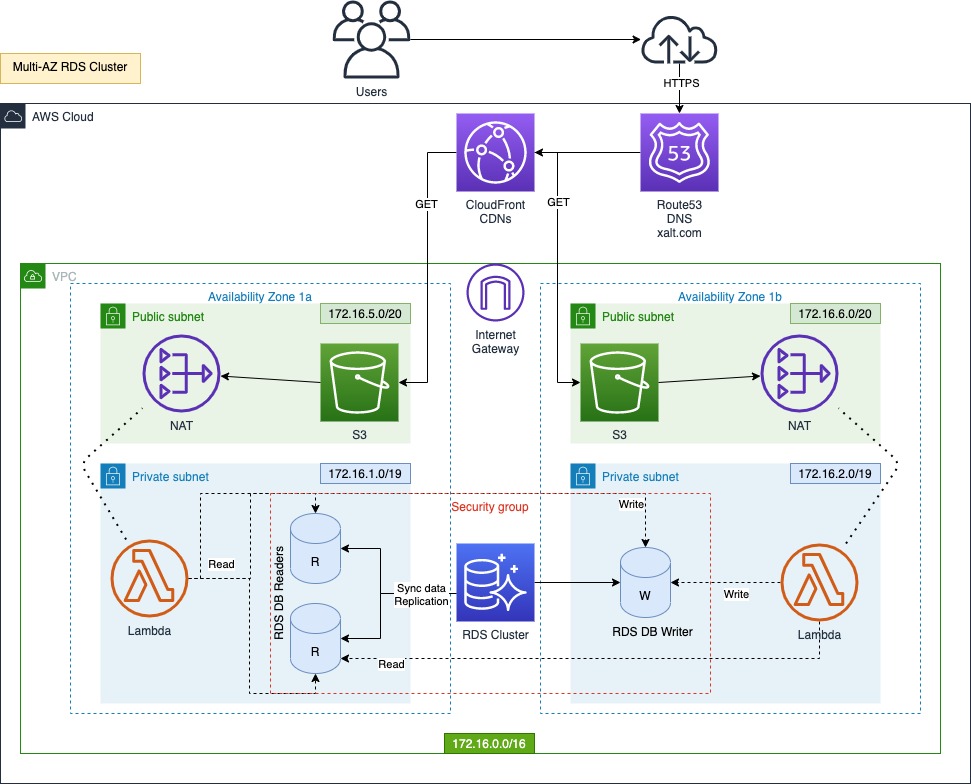 Users
Multi-AZ RDS Cluster
HTTPS
AWS Cloud
53
CloudFront
CDNs
Route53
DNS
xalt.com
GET
GET
VPC
Availability Zone 1a
Availability Zone 1b
Public subnet
172.16.5.0/20
Public subnet
172.16.6.0/20
Internet
Gateway
NAT
S3
S3
NAT
Private subnet
172.16.1.0/19
Private subnet
172.16.2.0/19
Security group
Write
RDS DB Readers
R
Read
Sync data
Replication
W
Write
Lambda
RDS Cluster
RDS DB Writer
Lambda
R
Read
172.16.0.0/16